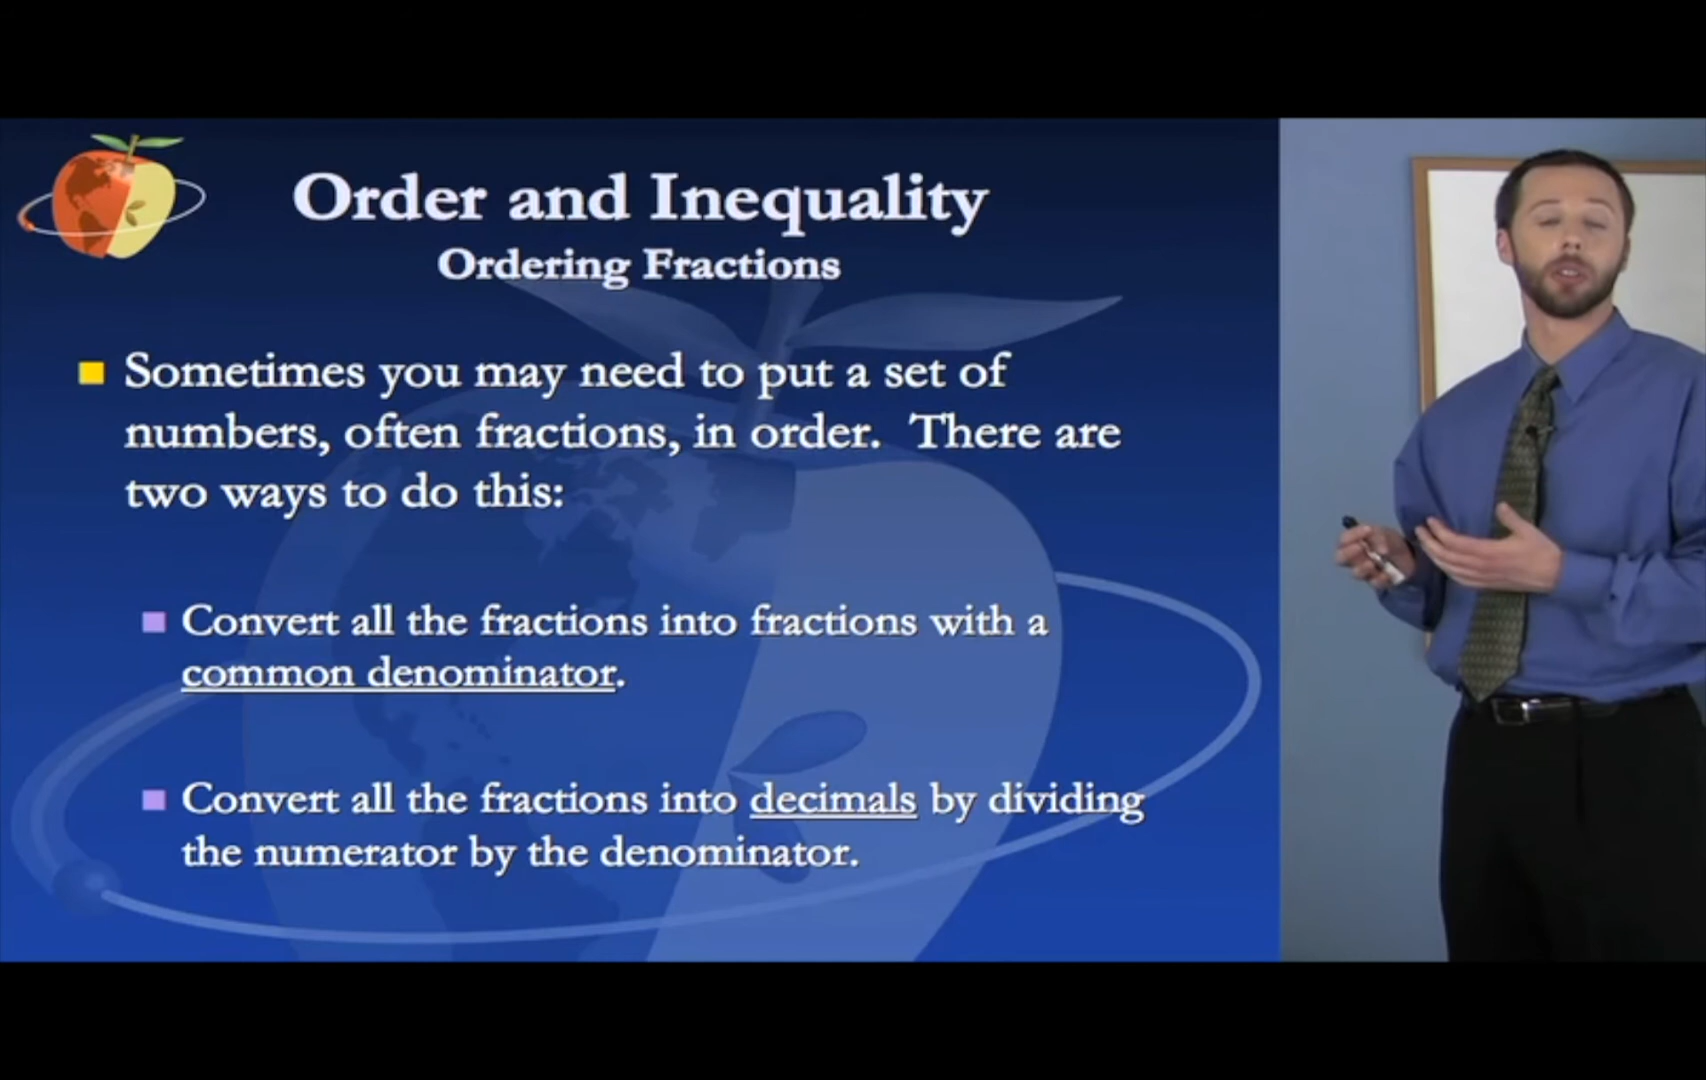 Order and Inequality
Ordering Fractions
Sometimes you may need to put a set of
numbers, often fractions, in order.  There are
two ways to do this:
Convert all the fractions into fractions with a
common denominator.
Convert all the fractions into decimals by dividing
the numerator by the denominator.